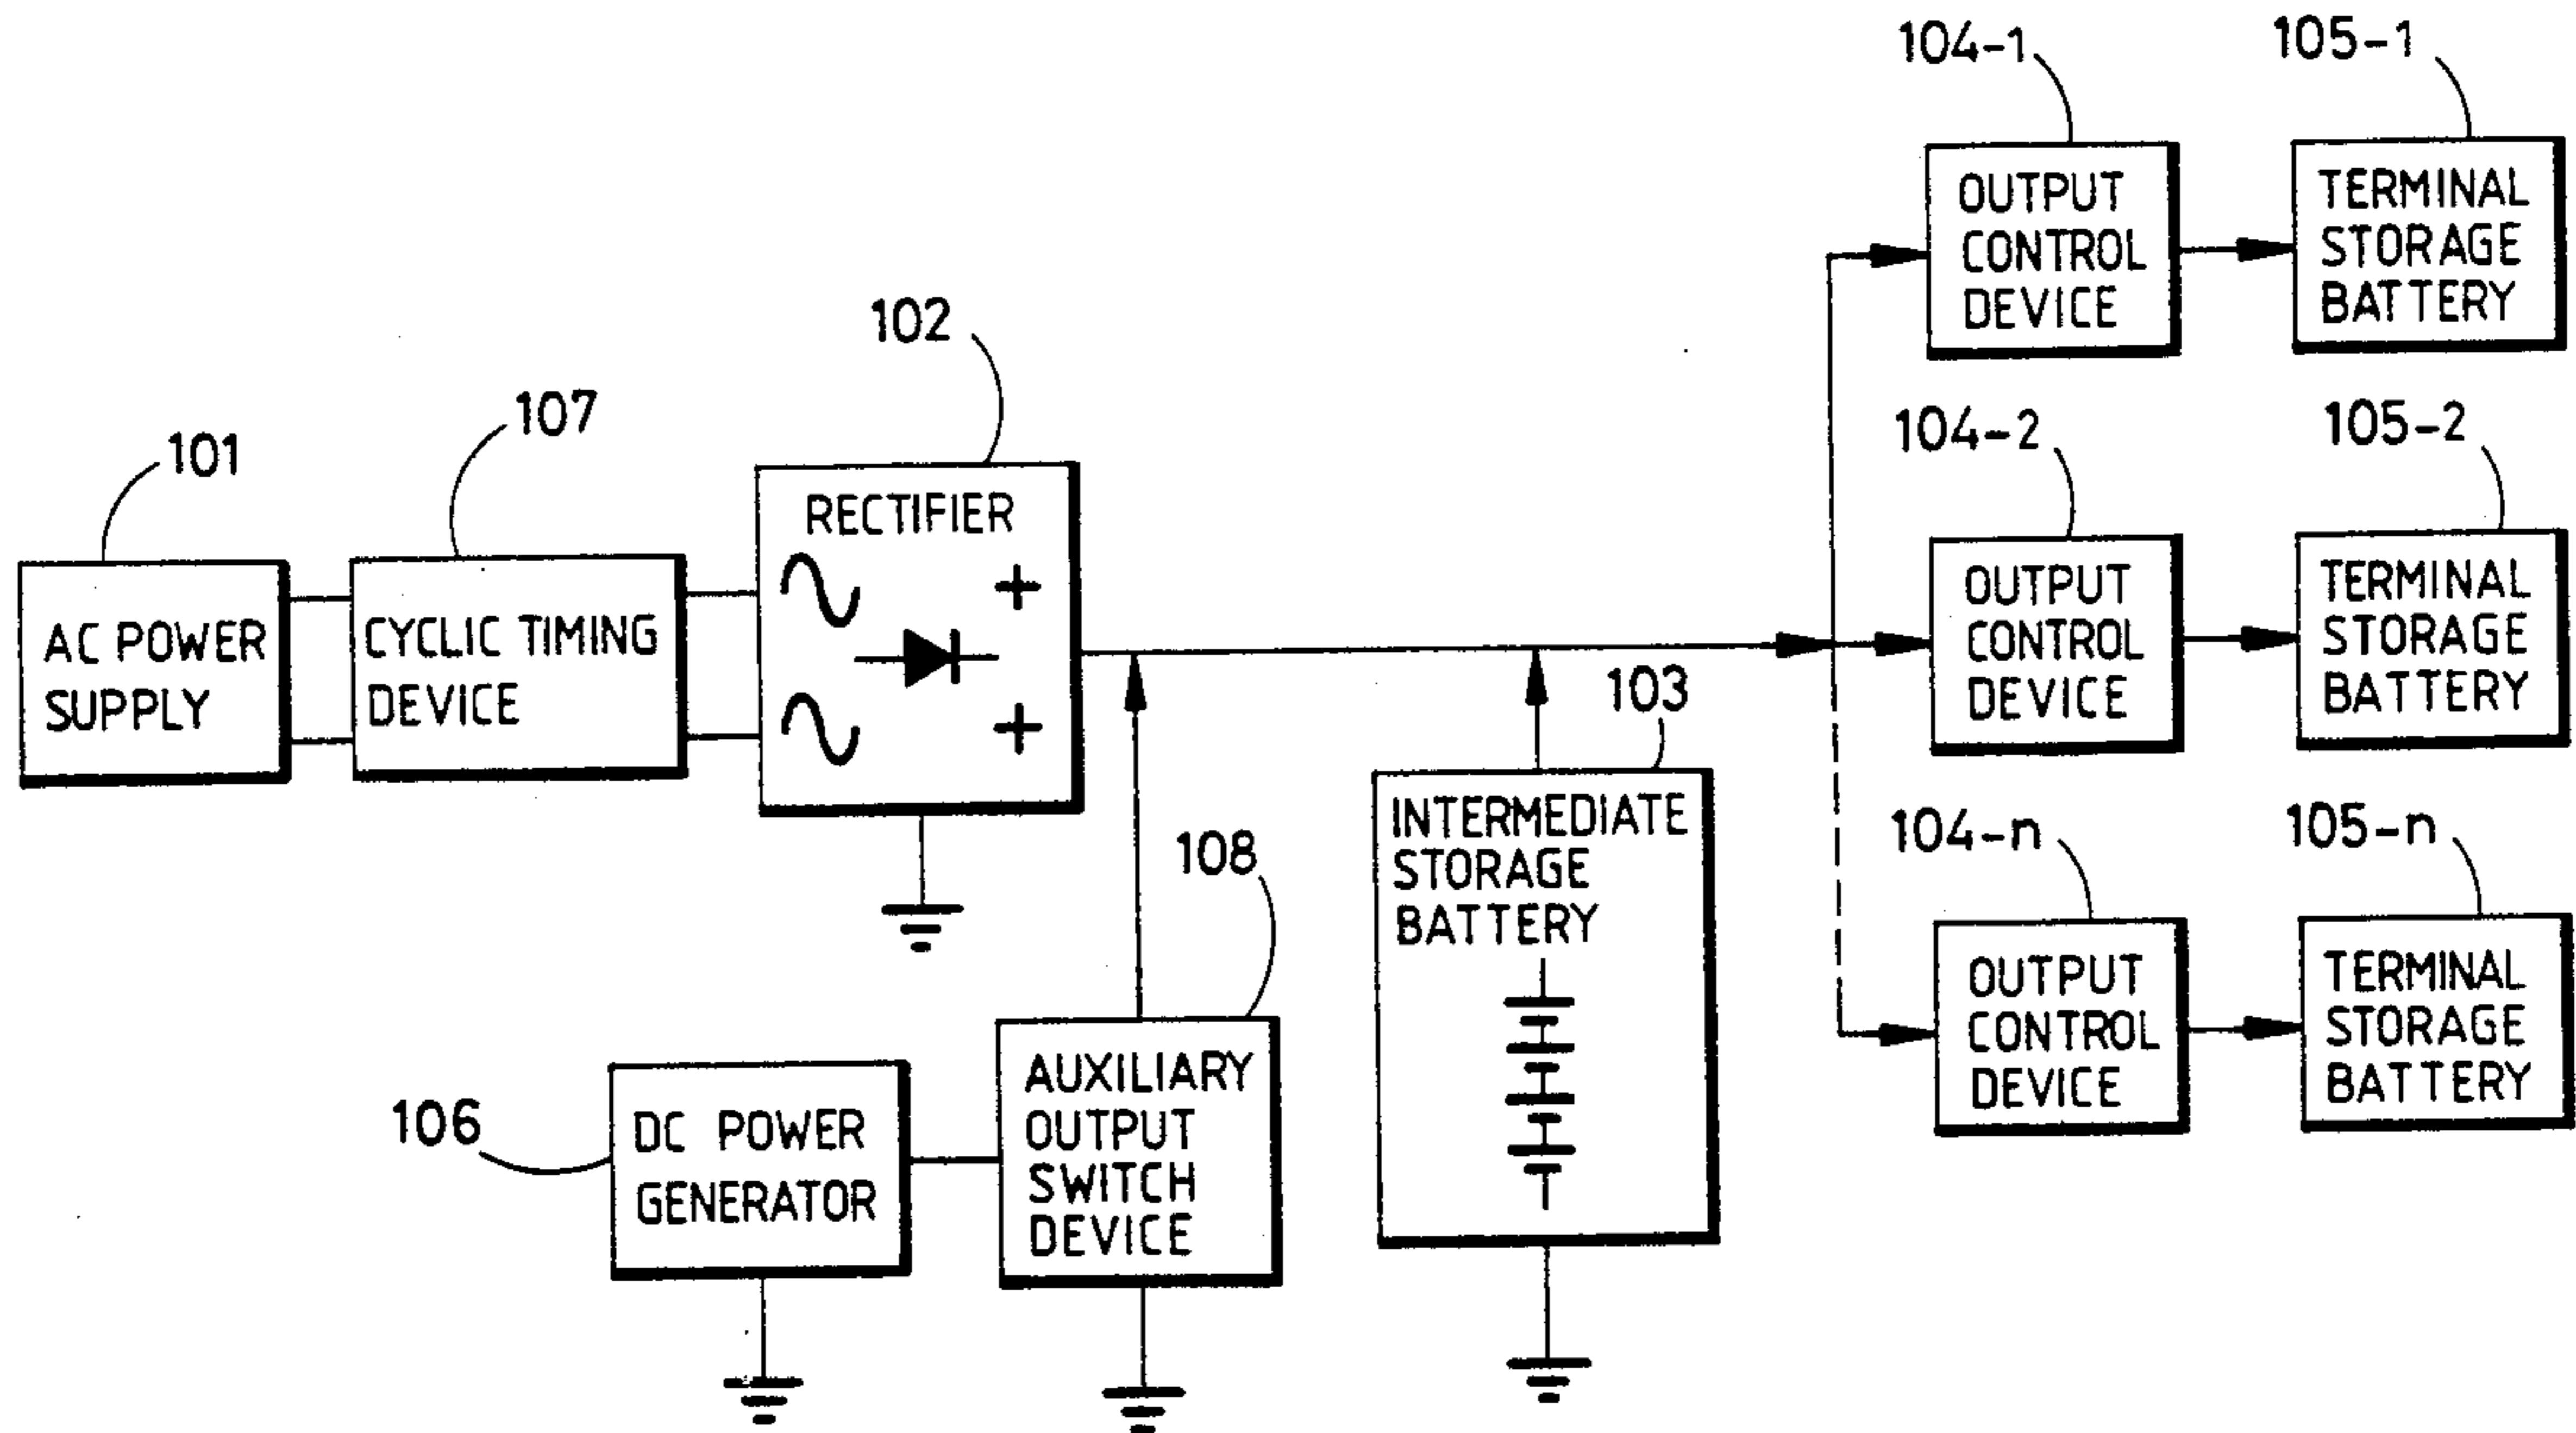 104-1
105-1
OUTPUT
CONTROL
DEVICE
TERMINAL
STORAGE
BATTERY
102
107
101
104-2
105-2
RECTIFIER
+
+
AC POWER
SUPPLY
CYCLIC TIMING
DEVICE
OUTPUT
CONTROL
DEVICE
TERMINAL
STORAGE
BATTERY
103
INTERMEDIATE
STORAGE
BATTERY
108
104-n
105-n
OUTPUT
CONTROL
DEVICE
TERMINAL
STORAGE
BATTERY
106
DC POWER
GENERATOR
AUXILIARY
OUTPUT
SWITCH
DEVICE